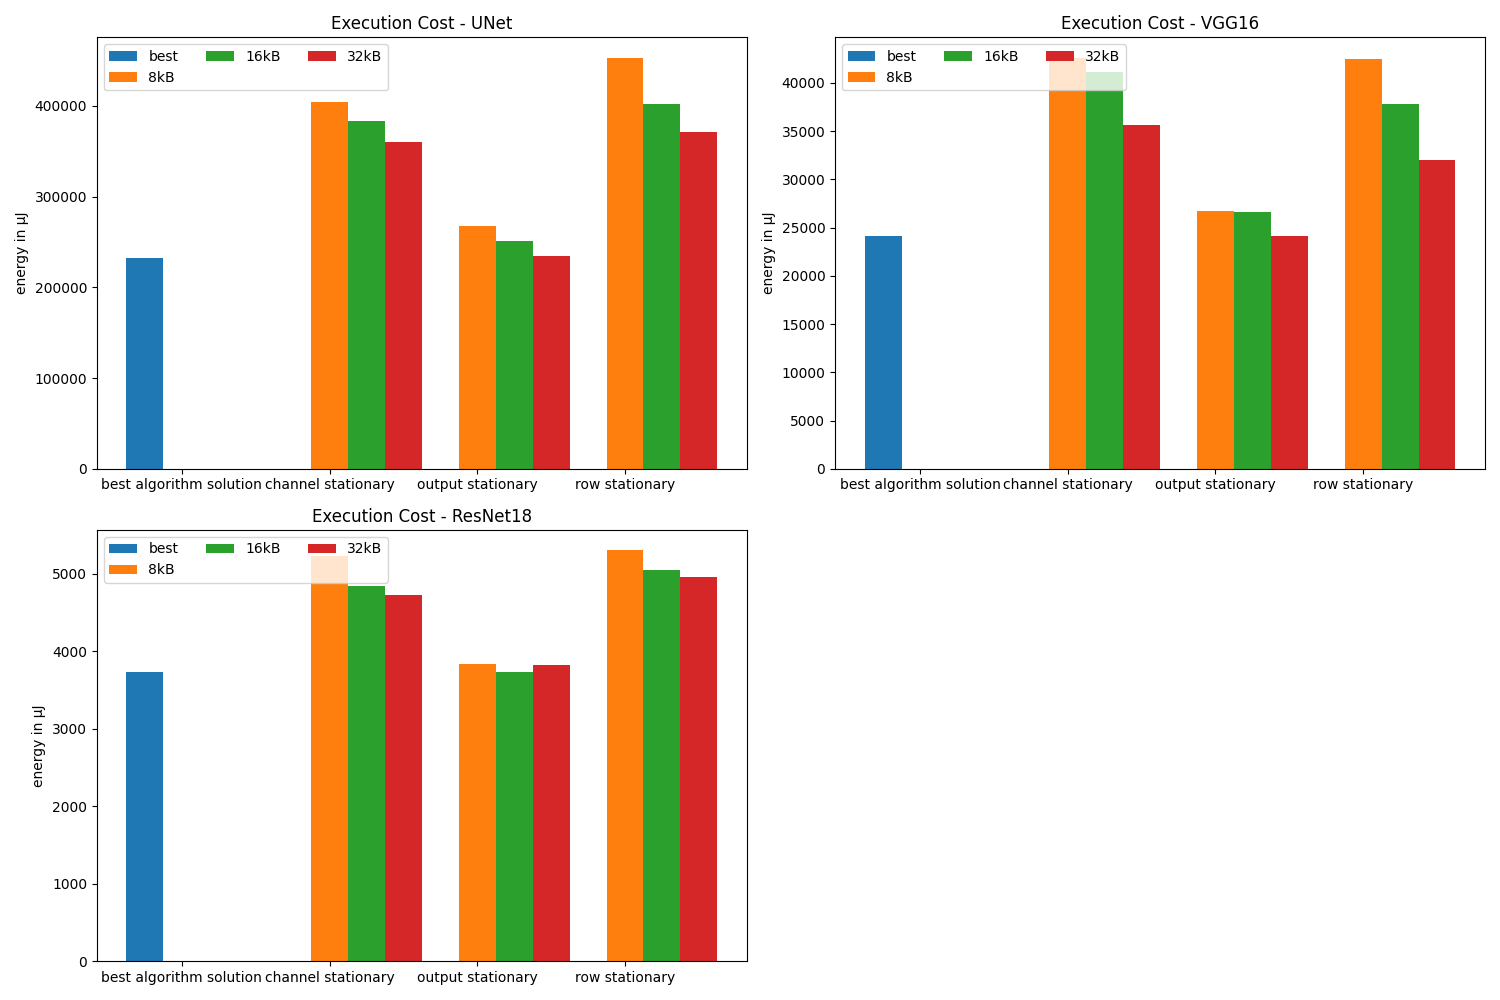 Execution Cost - UNet
best 16kB 32kB
8kB
energy in µJ
400000
300000
200000
100000
0
best algorithm solution channel stationary output stationary row stationary
Execution Cost - VGG16
best 16kB 32kB
8kB
energy in µJ
40000
35000
30000
25000
20000
15000
10000
5000
0
best algorithm solution channel stationary output stationary row stationary
Execution Cost - ResNet18
best 16kB 32kB
8kB
energy in µJ
5000
4000
3000
2000
1000
0
best algorithm solution channel stationary output stationary row stationary